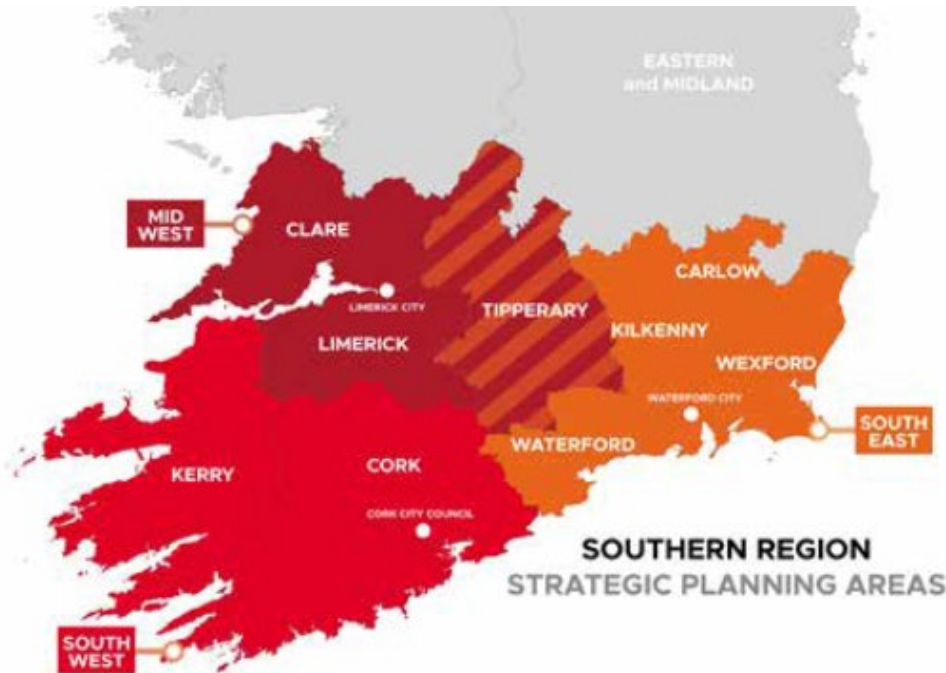 EASTERN
and MIDLAND
MID
WEST
CLARE
CARLOW
LIMERICK CITY
TIPPERARY
LIMERICK
KILKENNY
WEXFORD
WATERFORD CITY
SOUTH
EAST
WATERFORD
KERRY
CORK
CORK CITY COUNCIL
SOUTHERN REGION
STRATEGIC PLANNING AREAS
SOUTH
WEST